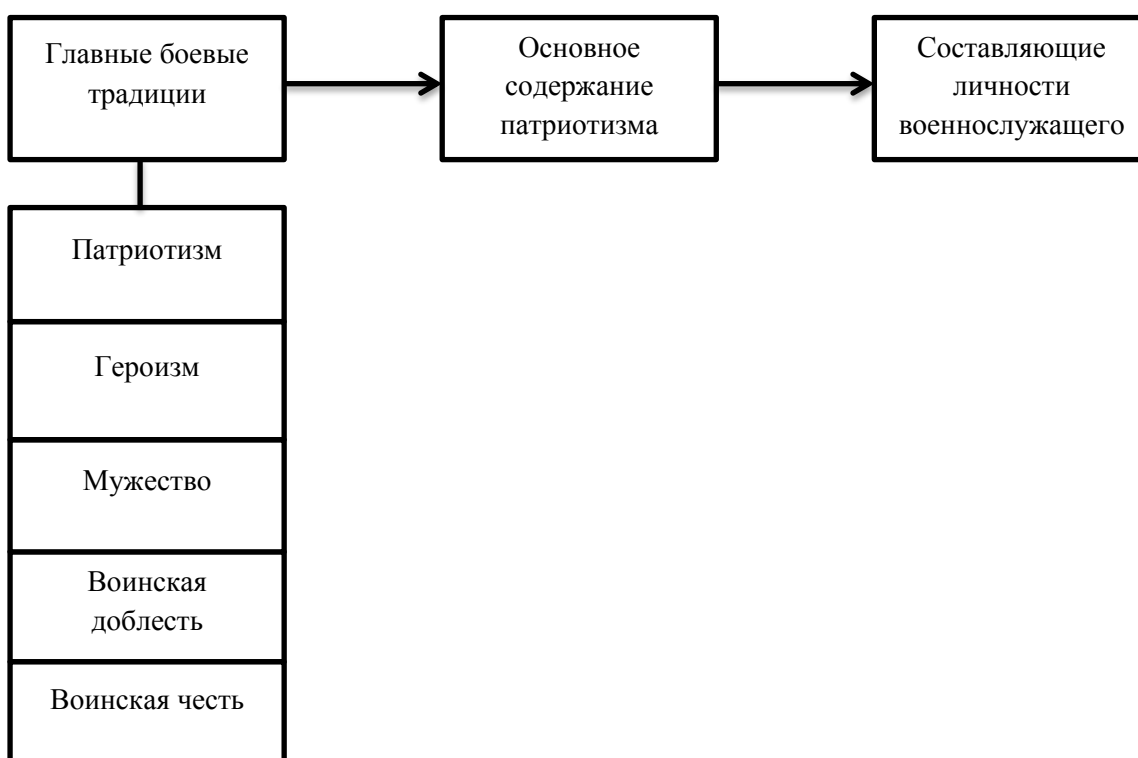 Главные боевые
традиции
Основное
содержание
патриотизма
Составляющие
личности
военнослужащего
Патриотизм
Героизм
Мужество
Воинская
доблесть
Воинская честь